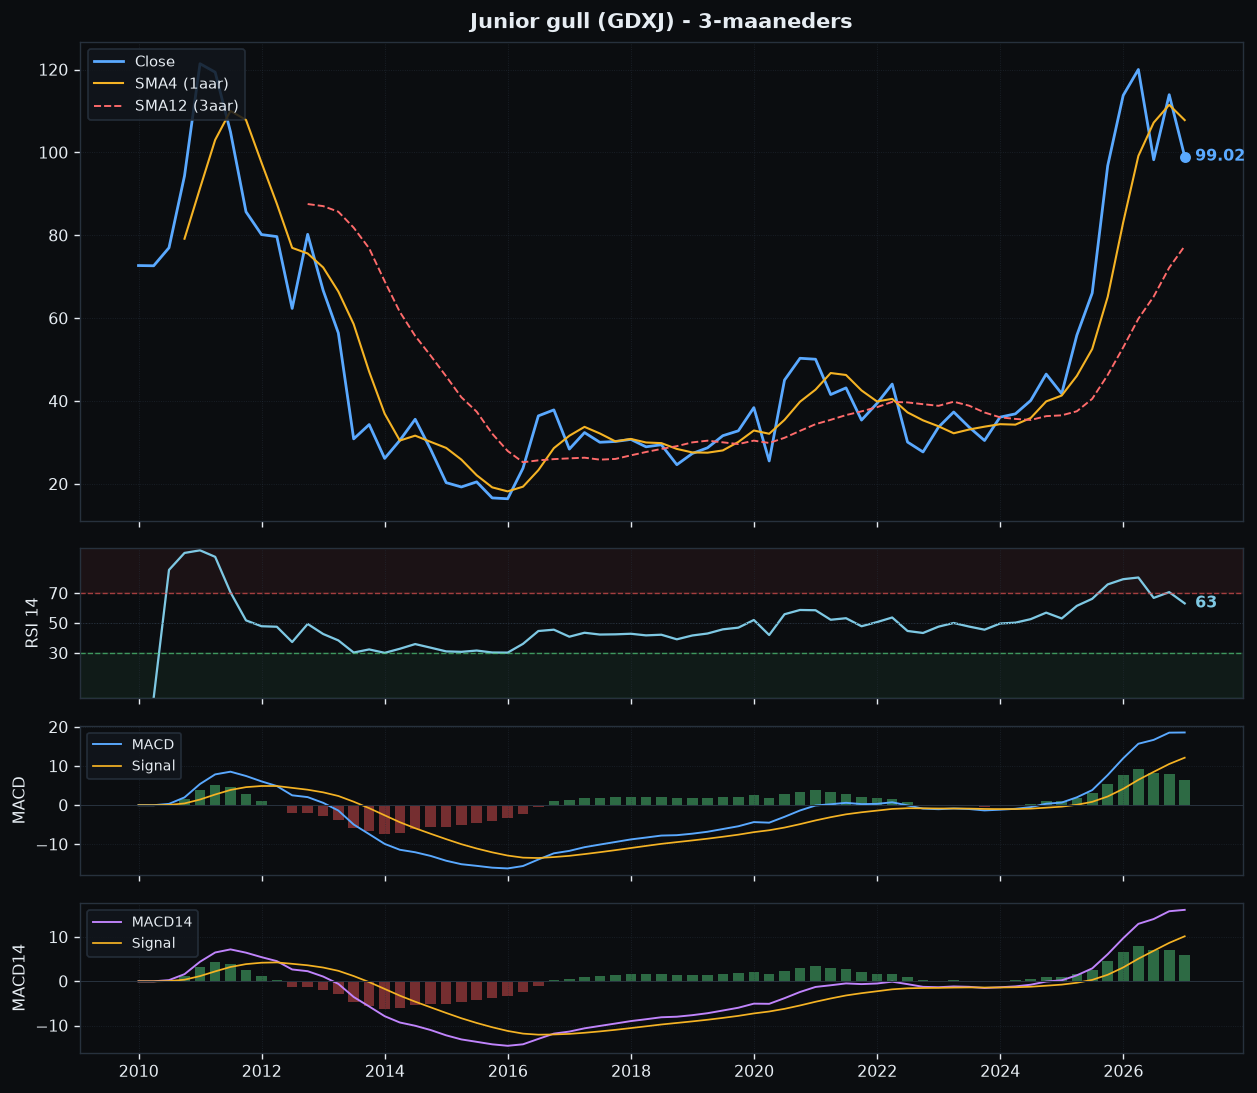 Junior gull (GDXJ) - 3-maaneders
Close
SMA4 (1aar)
SMA12 (3aar)
120
100
80
60
40
20
99.02
RSI 14
70
50
30
63
MACD
Signal
MACD
20
10
0
−10
MACD14
Signal
MACD14
10
0
−10
2010 2012 2014 2016 2018 2020 2022 2024 2026